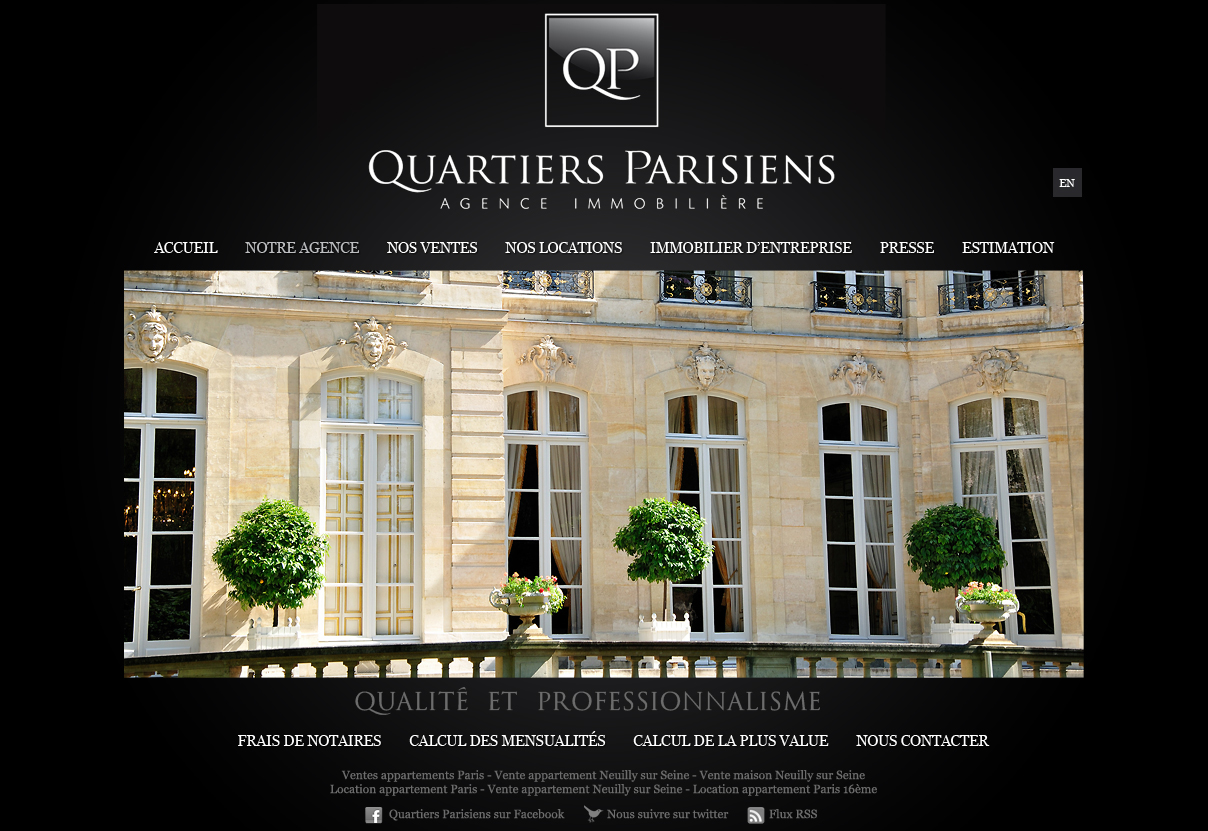 QP
QUARTIERS PARISIENS
AGENCE IMMOBILIÈRE
EN
ACCUEIL NOTRE AGENCE NOS VENTES NOS LOCATIONS IMMOBILIER D’ENTREPRISE PRESSE ESTIMATION
QUALITÉ ET PROFESSIONNALISME
FRAIS DE NOTAIRES CALCUL DES MENSUALITÉS CALCUL DE LA PLUS VALUE NOUS CONTACTER
Ventes appartements Paris - Vente appartement Neuilly sur Seine - Vente maison Neuilly sur Seine
Location appartement Paris - Vente appartement Neuilly sur Seine - Location appartement Paris 16ème
Quartiers Parisiens sur Facebook Nous suivre sur twitter Flux RSS